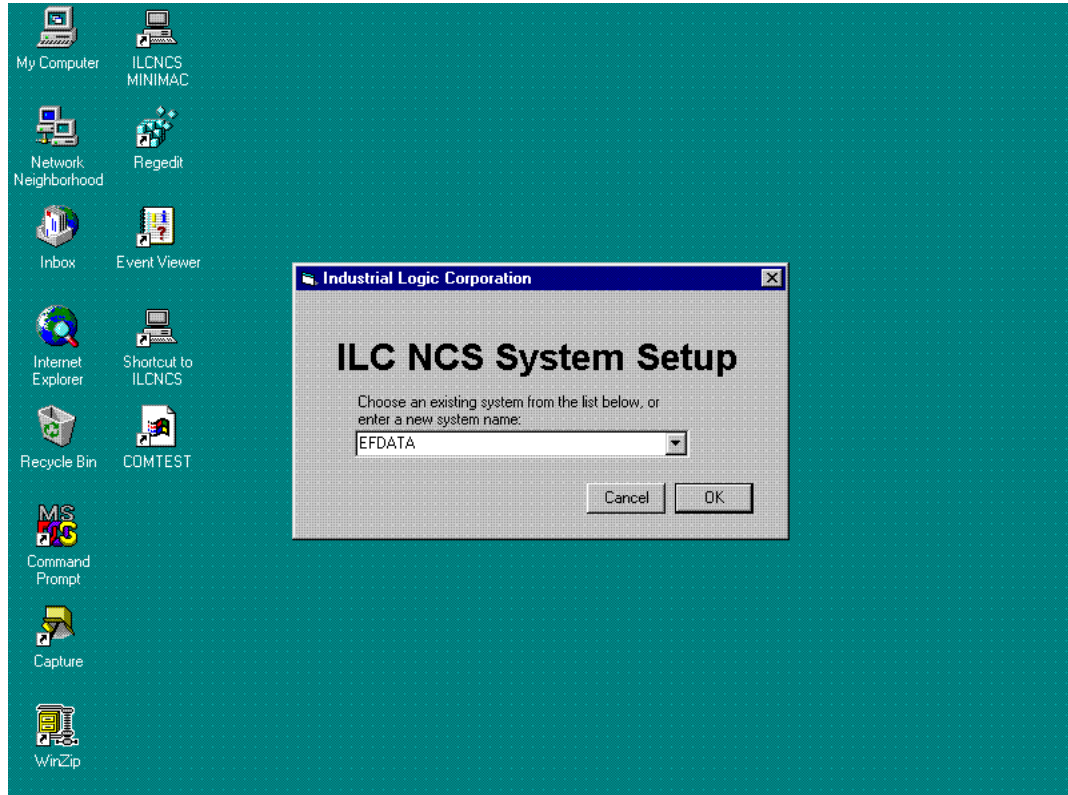 My Computer
ILCNCS
MINIMAC
Network
Neighborhood
Regedit
Inbox
Event Viewer
Internet
Explorer
Shortcut to
ILCNCS
Recycle Bin
COMTEST
MS
Command
Prompt
Capture
WinZip
Industrial Logic Corporation
ILC NCS System Setup
Choose an existing system from the list below, or
enter a new system name:
EFDATA
Cancel
OK